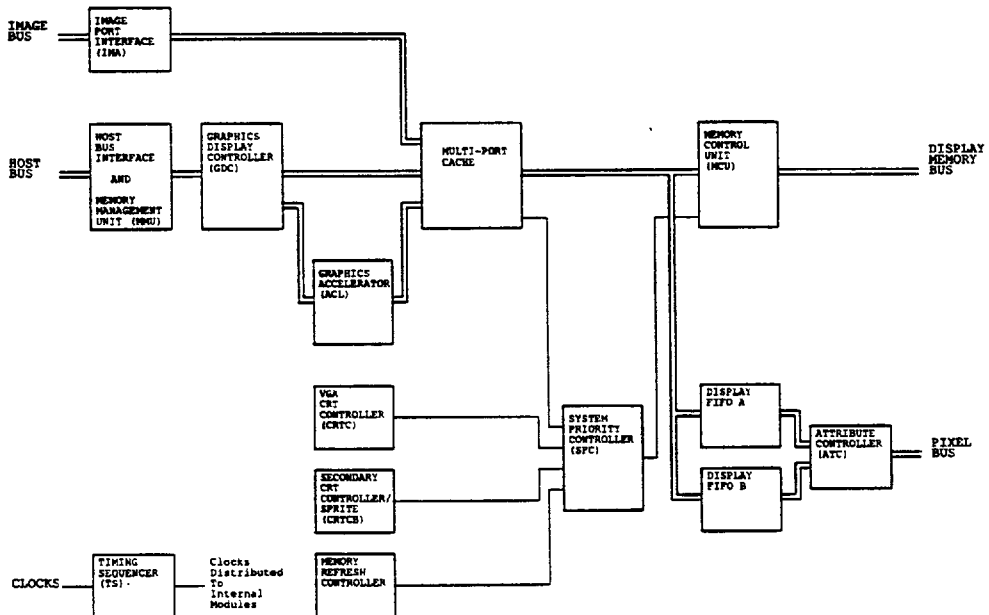 IMAGE
BUS
IMAGE
PORT
INTERFACE
(IMA)
HOST
BUS
HOST
BUS
INTERFACE
AND
MEMORY
MANAGEMENT
UNIT (MMU)
GRAPHICS
DISPLAY
CONTROLLER
(GDC)
MULTI-PORT
CACHE
MEMORY
CONTROL
UNIT
(MCU)
DISPLAY
MEMORY
BUS
GRAPHICS
ACCELERATOR
(ACL)
VGA
CRT
CONTROLLER
(CRTC)
SYSTEM
PRIORITY
CONTROLLER
(SPC)
DISPLAY
FIFO A
ATTRIBUTE
CONTROLLER
(ATC)
PIXEL
BUS
SECONDARY
CRT
CONTROLLER/
SPRITE
(CRTCB)
DISPLAY
FIFO B
CLOCKS
TIMING
SEQUENCER
(TS)
Clocks
Distributed
To
Internal
Modules
MEMORY
REFRESH
CONTROLLER